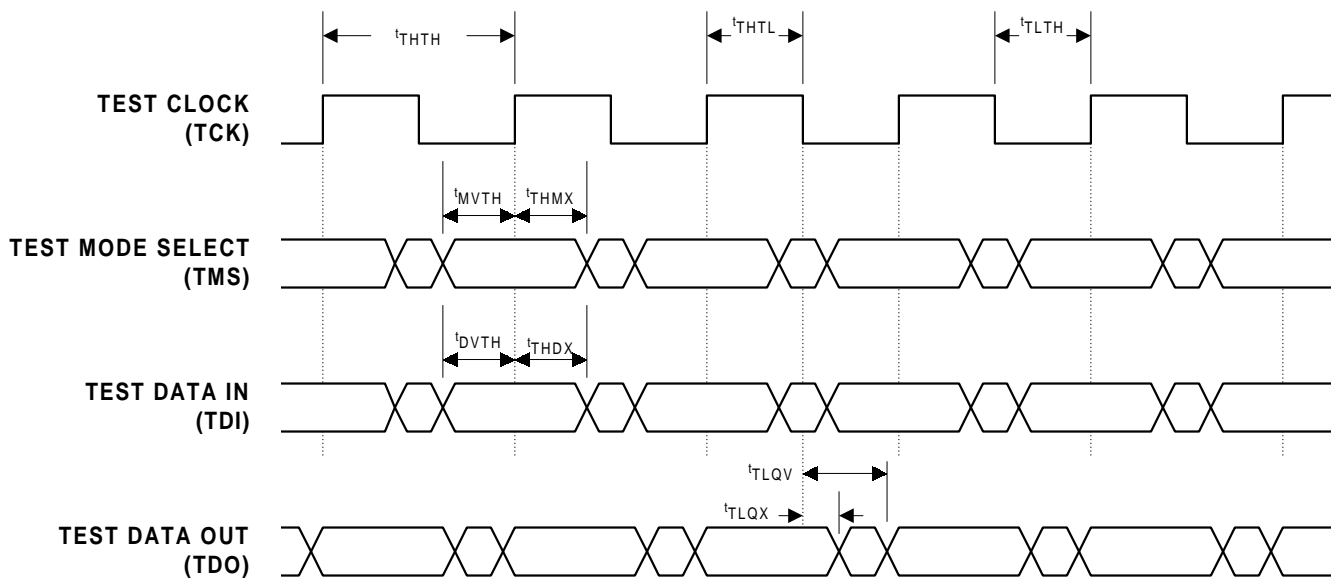 tTHTH
tTHTL
tTLTH
TEST CLOCK
(TCK)
tMVTH
tTHMX
TEST MODE SELECT
(TMS)
tDVTH
tTHDX
TEST DATA IN
(TDI)
tTLQV
tTLQX
TEST DATA OUT
(TDO)